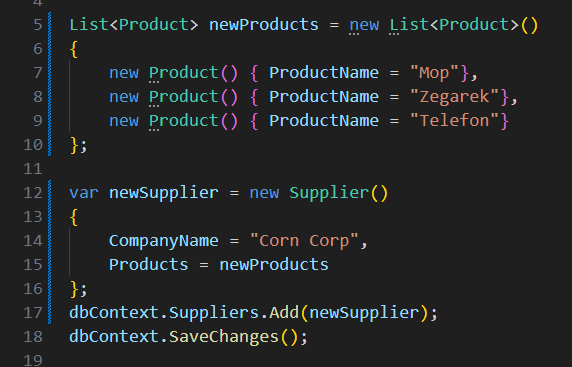 4
5 List<Product> newProducts = new List<Product>()
6 {
7     new Product() { ProductName = "Mop"},
8     new Product() { ProductName = "Zegarek"},
9     new Product() { ProductName = "Telefon"}
10 };
11
12 var newSupplier = new Supplier()
13 {
14     CompanyName = "Corn Corp",
15     Products = newProducts
16 };
17 dbContext.Suppliers.Add(newSupplier);
18 dbContext.SaveChanges();
19